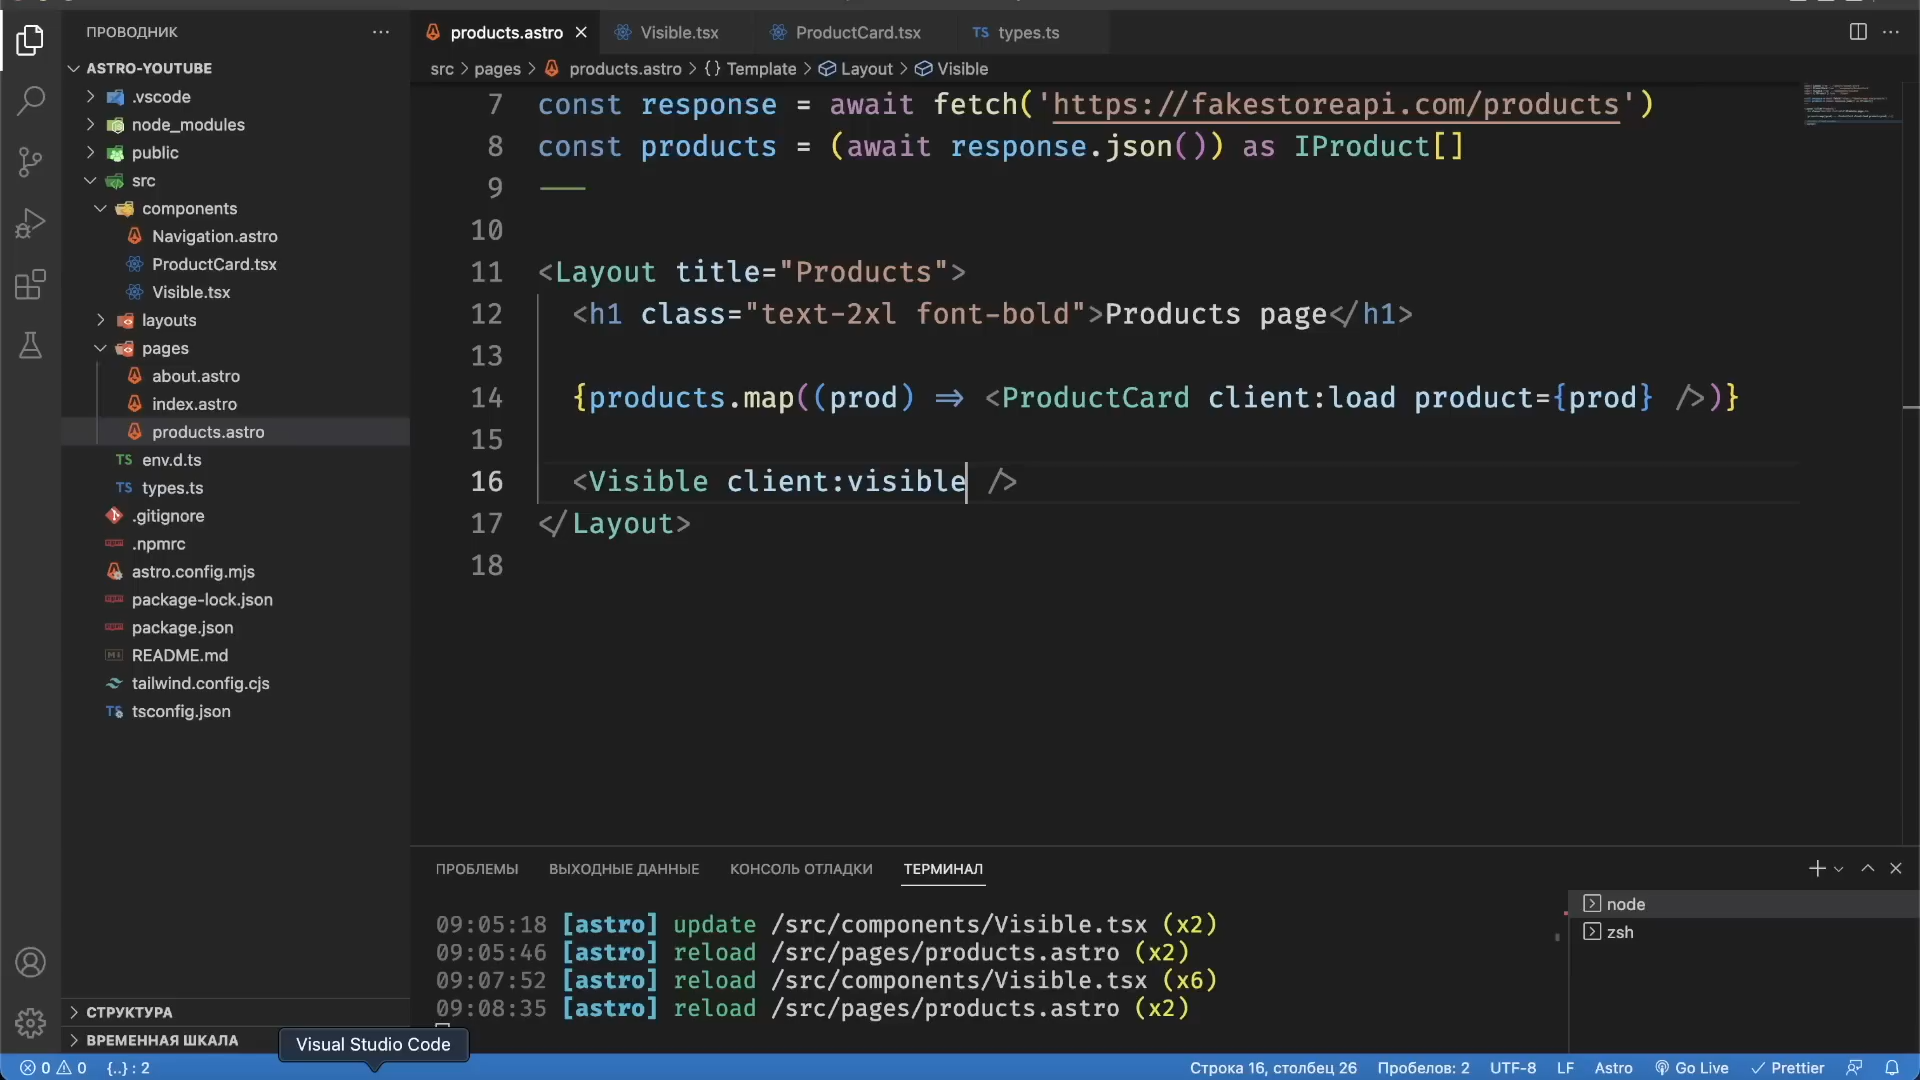 ПРОВОДНИК
ASTRO-YOUTUBE
.vscode
node_modules
public
src
components
Navigation.astro
ProductCard.tsx
Visible.tsx
layouts
pages
about.astro
index.astro
products.astro
env.d.ts
types.ts
.gitignore
.npmrc
astro.config.mjs
package-lock.json
package.json
README.md
tailwind.config.cjs
tsconfig.json
СТРУКТУРА
ВРЕМЕННАЯ ШКАЛА
products.astro Visible.tsx ProductCard.tsx TS types.ts
src > pages > products.astro > {} Template > Layout > Visible
7 const response = await fetch('https://fakestoreapi.com/products')
8 const products = (await response.json()) as IProduct[]
9 ---
10
11 <Layout title="Products">
12 <h1 class="text-2xl font-bold">Products page</h1>
13
14 {products.map((prod) => <ProductCard client:load product={prod} />)}
15
16 <Visible client:visible />
17 </Layout>
18
ПРОБЛЕМЫ ВЫХОДНЫЕ ДАННЫЕ КОНСОЛЬ ОТЛАДКИ ТЕРМИНАЛ
09:05:18 [astro] update /src/components/Visible.tsx (x2)
09:05:46 [astro] reload /src/pages/products.astro (x2)
09:07:52 [astro] reload /src/components/Visible.tsx (x6)
09:08:35 [astro] reload /src/pages/products.astro (x2)
node
zsh
Visual Studio Code
0 0 {..} : 2 Строка 16, столбец 26 Пробелов: 2 UTF-8 LF Astro Go Live Prettier